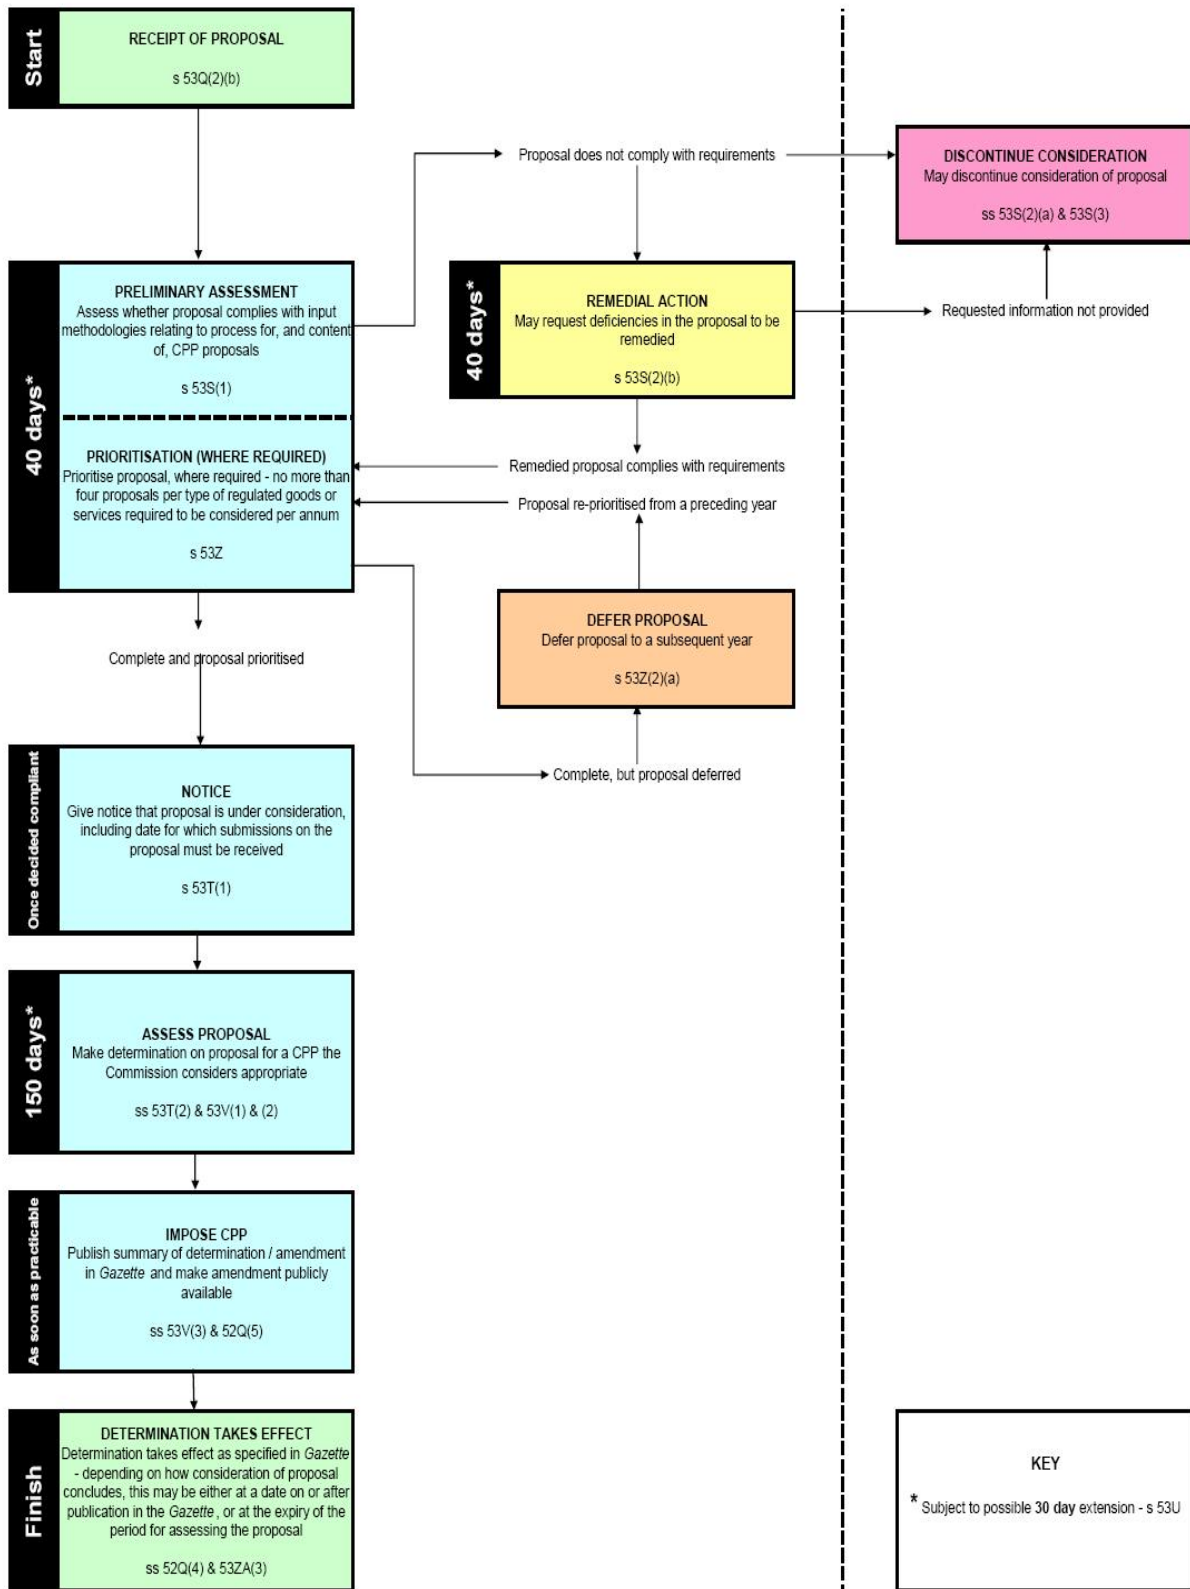 Start
RECEIPT OF PROPOSAL
s 53Q(2)(b)
Proposal does not comply with requirements
DISCONTINUE CONSIDERATION
May discontinue consideration of proposal
ss 53S(2)(a) & 53S(3)
40 days*
PRELIMINARY ASSESSMENT
Assess whether proposal complies with input
methodologies relating to process for, and content
of, CPP proposals
s 53S(1)
PRIORITISATION (WHERE REQUIRED)
Prioritise proposal, where required - no more than
four proposals per type of regulated goods or
services required to be considered per annum
s 53Z
40 days*
REMEDIAL ACTION
May request deficiencies in the proposal to be
remedied
s 53S(2)(b)
Requested information not provided
Remedied proposal complies with requirements
Proposal re-prioritised from a preceding year
DEFER PROPOSAL
Defer proposal to a subsequent year
s 53Z(2)(a)
Complete and proposal prioritised
Complete, but proposal deferred
Once decided compliant
NOTICE
Give notice that proposal is under consideration,
including date for which submissions on the
proposal must be received
s 53T(1)
150 days*
ASSESS PROPOSAL
Make determination on proposal for a CPP the
Commission considers appropriate
ss 53T(2) & 53V(1) & (2)
As soon as practicable
IMPOSE CPP
Publish summary of determination / amendment
in Gazette and make amendment publicly
available
ss 53V(3) & 52Q(5)
Finish
DETERMINATION TAKES EFFECT
Determination takes effect as specified in Gazette
- depending on how consideration of proposal
concludes, this may be either at a date on or after
publication in the Gazette, or at the expiry of the
period for assessing the proposal
ss 52Q(4) & 53ZA(3)
KEY
* Subject to possible 30 day extension - s 53U